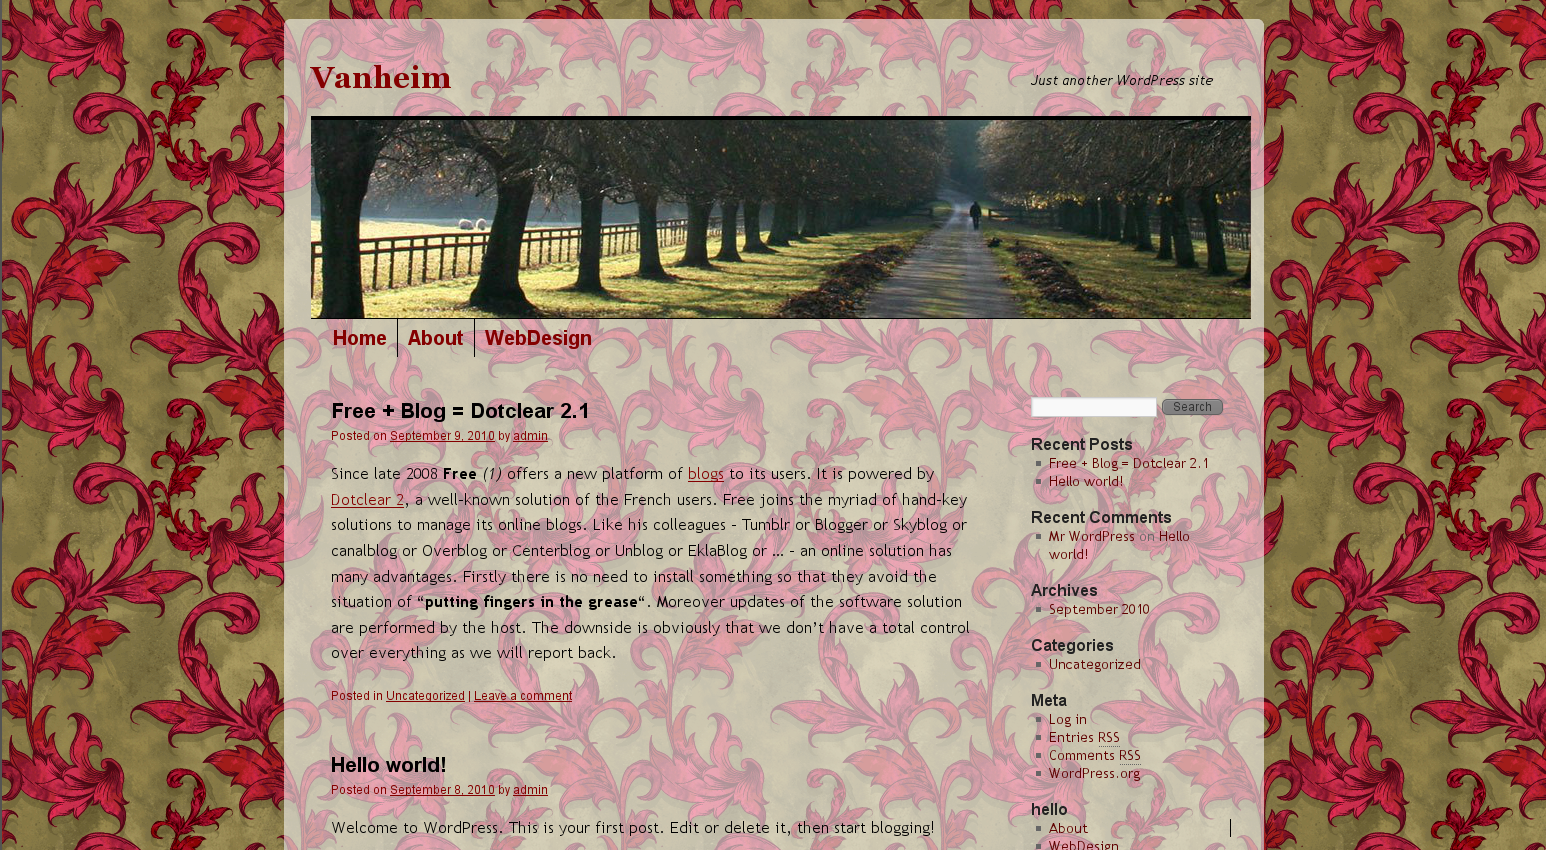 Vanheim
Just another WordPress site
Home
About
WebDesign
Free + Blog = Dotclear 2.1
Posted on September 9, 2010 by admin
Since late 2008 Free (1) offers a new platform of blogs to its users. It is powered by
Dotclear 2, a well-known solution of the French users. Free joins the myriad of hand-key
solutions to manage its online blogs. Like his colleagues - Tumblr or Blogger or Skyblog or
canalblog or Overblog or Centerblog or Unblog or EklaBlog or ... - an online solution has
many advantages. Firstly there is no need to install something so that they avoid the
situation of “putting fingers in the grease“. Moreover updates of the software solution
are performed by the host. The downside is obviously that we don’t have a total control
over everything as we will report back.
Posted in Uncategorized | Leave a comment
Hello world!
Posted on September 8, 2010 by admin
Welcome to WordPress. This is your first post. Edit or delete it, then start blogging!
Search
Recent Posts
Free + Blog = Dotclear 2.1
Hello world!
Recent Comments
Mr WordPress on Hello
world!
Archives
September 2010
Categories
Uncategorized
Meta
Log in
Entries RSS
Comments RSS
WordPress.org
hello
About
WebDesign